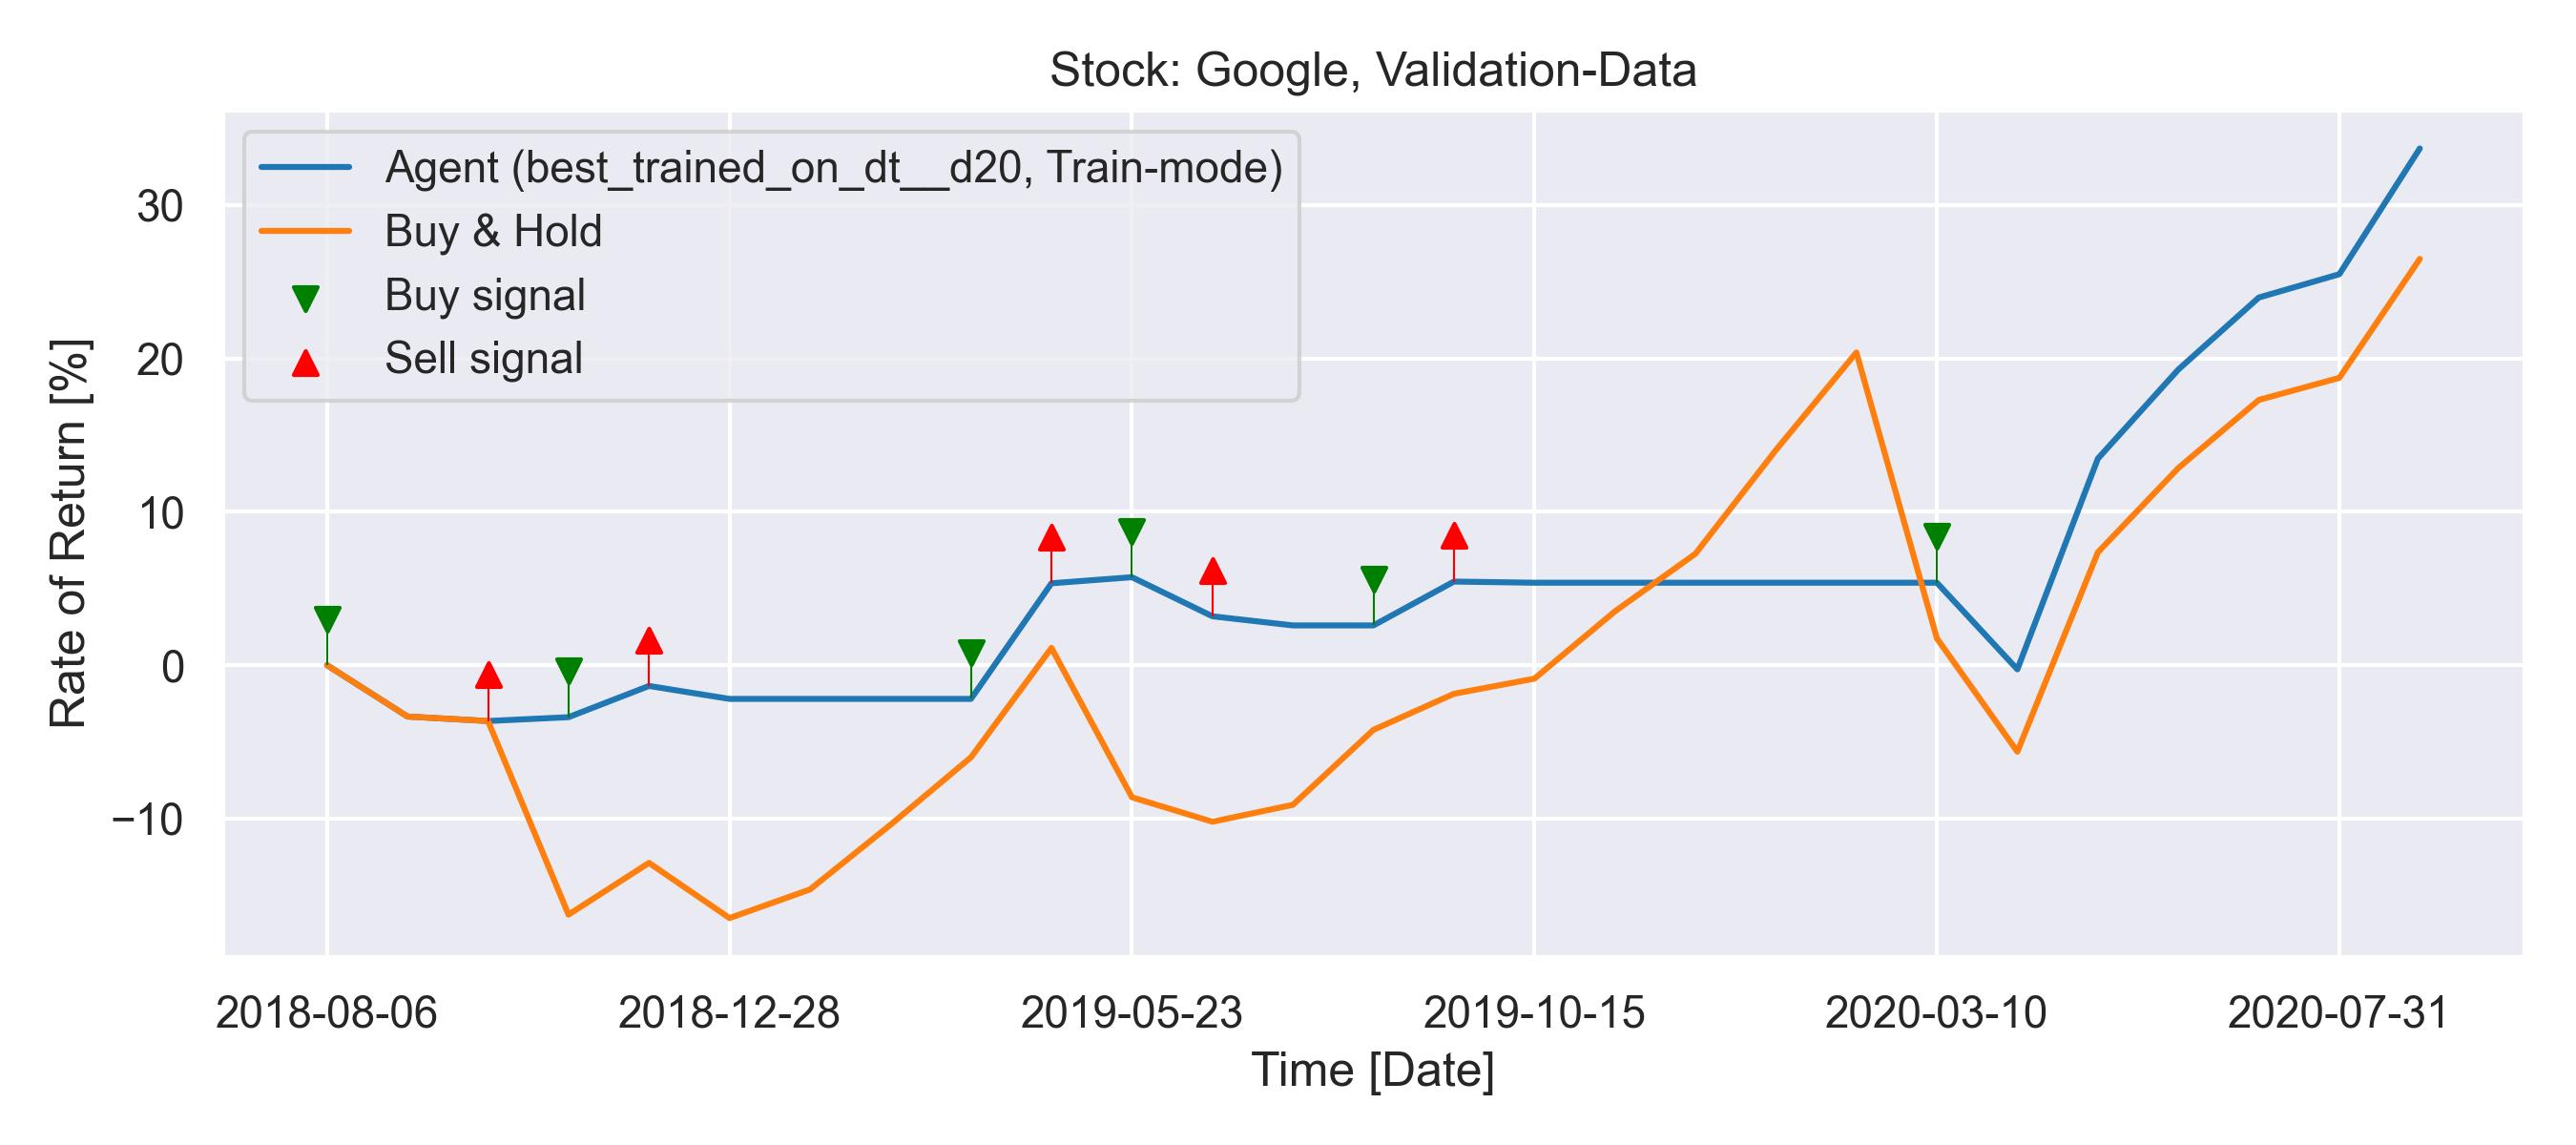 Stock: Google, Validation-Data
Agent (best_trained_on_dt__d20, Train-mode)
Buy & Hold
Buy signal
Sell signal
Rate of Return [%]
30
20
10
0
−10
2018-08-06
2018-12-28
2019-05-23
2019-10-15
2020-03-10
2020-07-31
Time [Date]